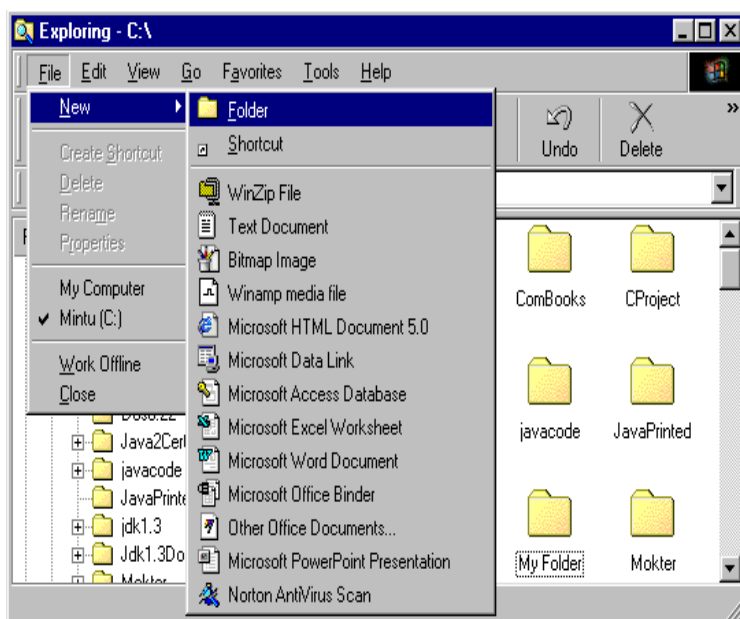 Exploring - C:\
File Edit View Go Favorites Tools Help
New
Create Shortcut
Delete
Rename
Properties
My Computer
Mintu (C:)
Work Offline
Close
Folder
Shortcut
WinZip File
Text Document
Bitmap Image
Winamp media file
Microsoft HTML Document 5.0
Microsoft Data Link
Microsoft Access Database
Microsoft Excel Worksheet
Microsoft Word Document
Microsoft Office Binder
Other Office Documents...
Microsoft PowerPoint Presentation
Norton AntiVirus Scan
Undo Delete »
Java2Cer
javacode
JavaPrinte
jdk1.3
Jdk1.3Do
Mokter
ComBooks CProject
javacode JavaPrinted
My Folder Mokter